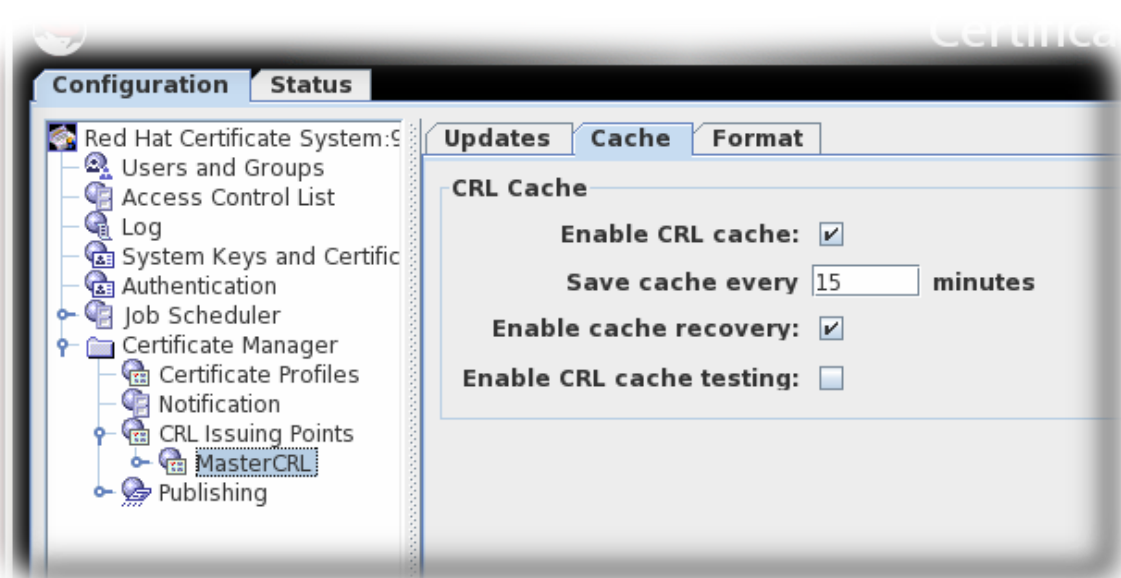 Configuration Status
Red Hat Certificate System:9
Users and Groups
Access Control List
Log
System Keys and Certific
Authentication
Job Scheduler
Certificate Manager
Certificate Profiles
Notification
CRL Issuing Points
MasterCRL
Publishing
Updates Cache Format
CRL Cache
Enable CRL cache:
Save cache every 15 minutes
Enable cache recovery:
Enable CRL cache testing: